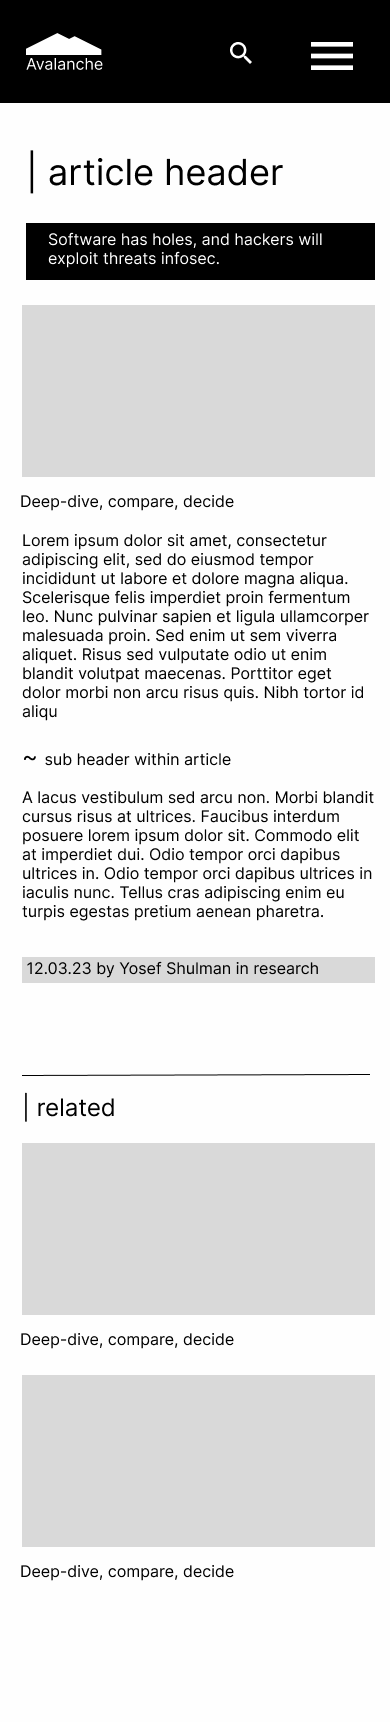 Avalanche
| article header
Software has holes, and hackers will
exploit threats infosec.
Deep-dive, compare, decide
Lorem ipsum dolor sit amet, consectetur
adipiscing elit, sed do eiusmod tempor
incididunt ut labore et dolore magna aliqua.
Scelerisque felis imperdiet proin fermentum
leo. Nunc pulvinar sapien et ligula ullamcorper
malesuada proin. Sed enim ut sem viverra
aliquet. Risus sed vulputate odio ut enim
blandit volutpat maecenas. Porttitor eget
dolor morbi non arcu risus quis. Nibh tortor id
aliqu
~ sub header within article
A lacus vestibulum sed arcu non. Morbi blandit
cursus risus at ultrices. Faucibus interdum
posuere lorem ipsum dolor sit. Commodo elit
at imperdiet dui. Odio tempor orci dapibus
ultrices in. Odio tempor orci dapibus ultrices in
iaculis nunc. Tellus cras adipiscing enim eu
turpis egestas pretium aenean pharetra.
12.03.23 by Yosef Shulman in research
| related
Deep-dive, compare, decide
Deep-dive, compare, decide